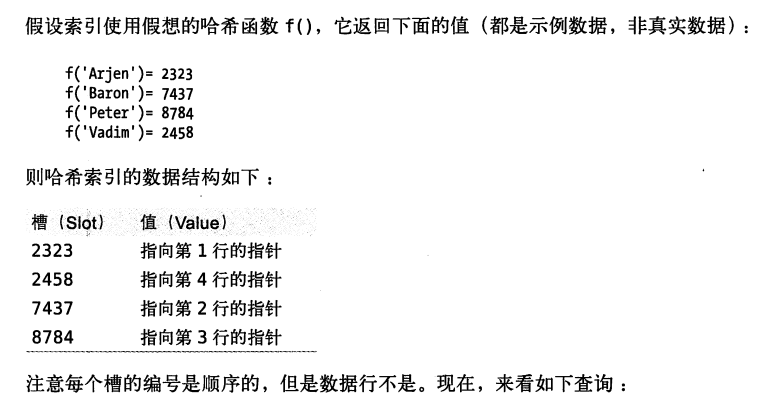 假设索引使用假想的哈希函数 f()，它返回下面的值（都是示例数据，非真实数据）：
f('Arjen')= 2323
f('Baron')= 7437
f('Peter')= 8784
f('Vadim')= 2458
则哈希索引的数据结构如下：
槽（Slot） 值（Value）
2323 指向第 1 行的指针
2458 指向第 4 行的指针
7437 指向第 2 行的指针
8784 指向第 3 行的指针
注意每个槽的编号是顺序的，但是数据行不是。现在，来看如下查询：